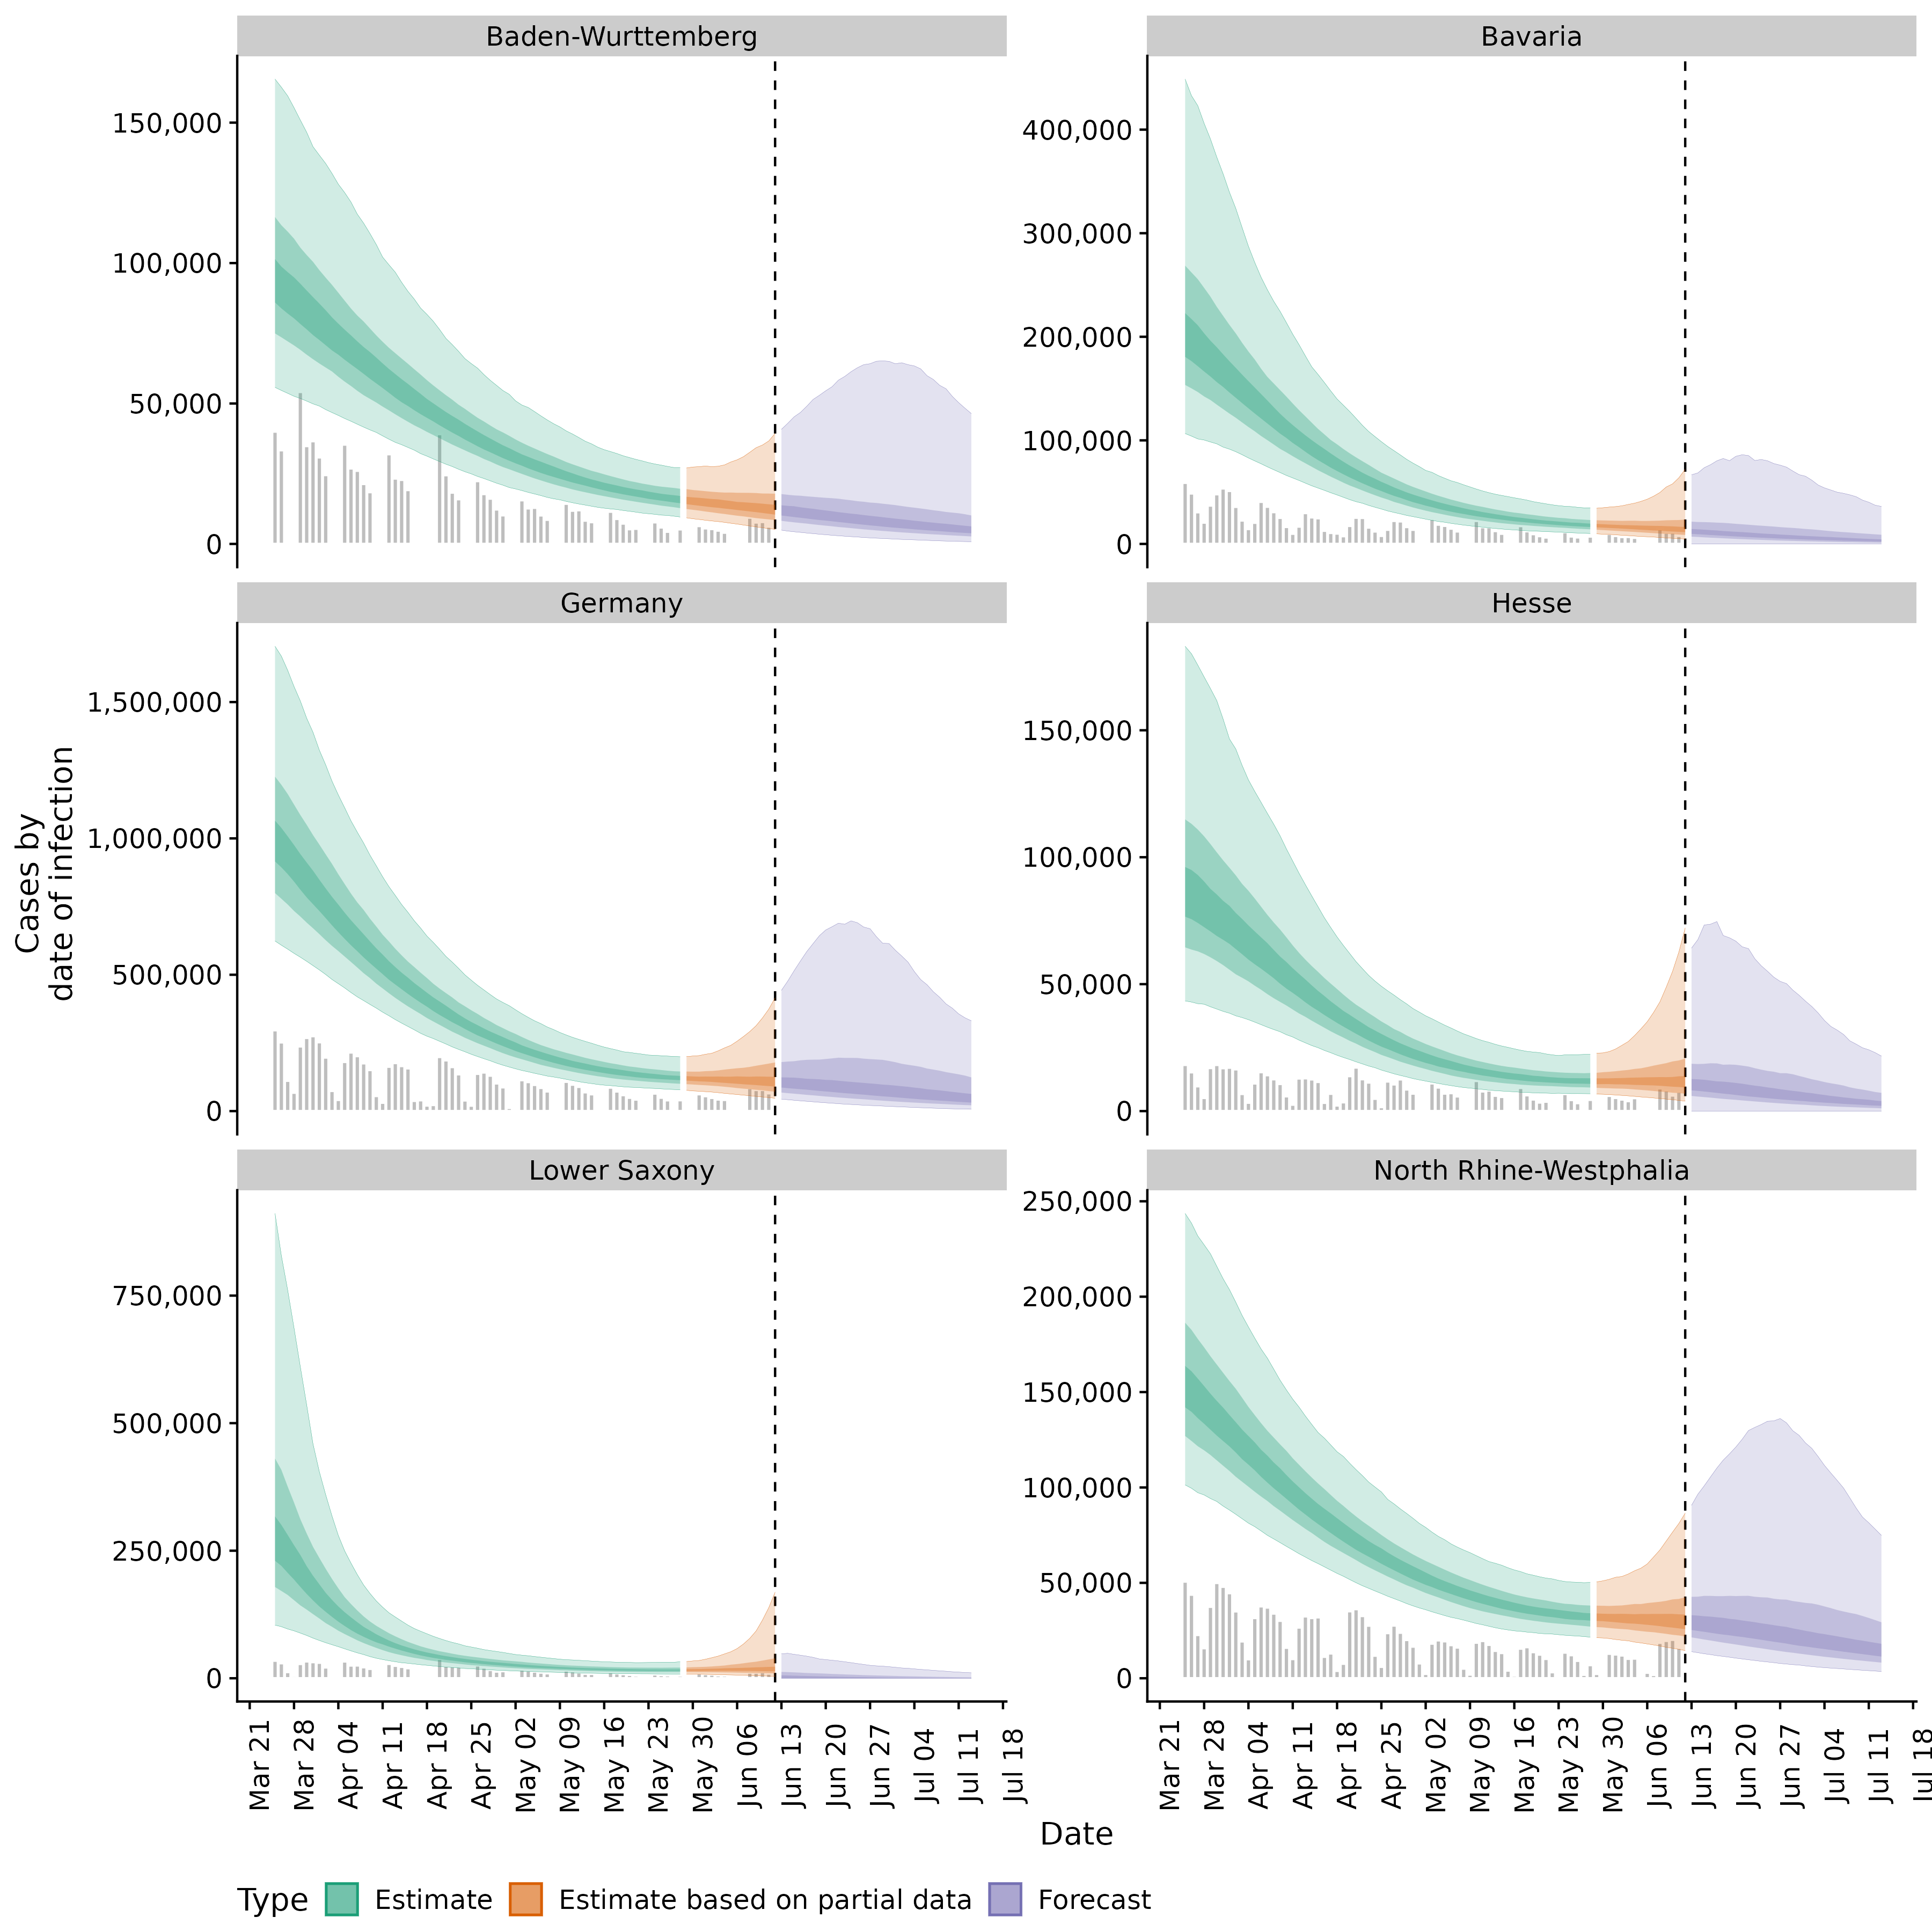 Baden-Wurttemberg
Bavaria
150,000
100,000
50,000
0
400,000
300,000
200,000
100,000
0
Germany
Hesse
1,500,000
1,000,000
500,000
0
150,000
100,000
50,000
0
Cases by
date of infection
Lower Saxony
North Rhine-Westphalia
750,000
500,000
250,000
0
250,000
200,000
150,000
100,000
50,000
0
Mar 21
Mar 28
Apr 04
Apr 11
Apr 18
Apr 25
May 02
May 09
May 16
May 23
May 30
Jun 06
Jun 13
Jun 20
Jun 27
Jul 04
Jul 11
Jul 18
Mar 21
Mar 28
Apr 04
Apr 11
Apr 18
Apr 25
May 02
May 09
May 16
May 23
May 30
Jun 06
Jun 13
Jun 20
Jun 27
Jul 04
Jul 11
Jul 18
Date
Type Estimate Estimate based on partial data Forecast